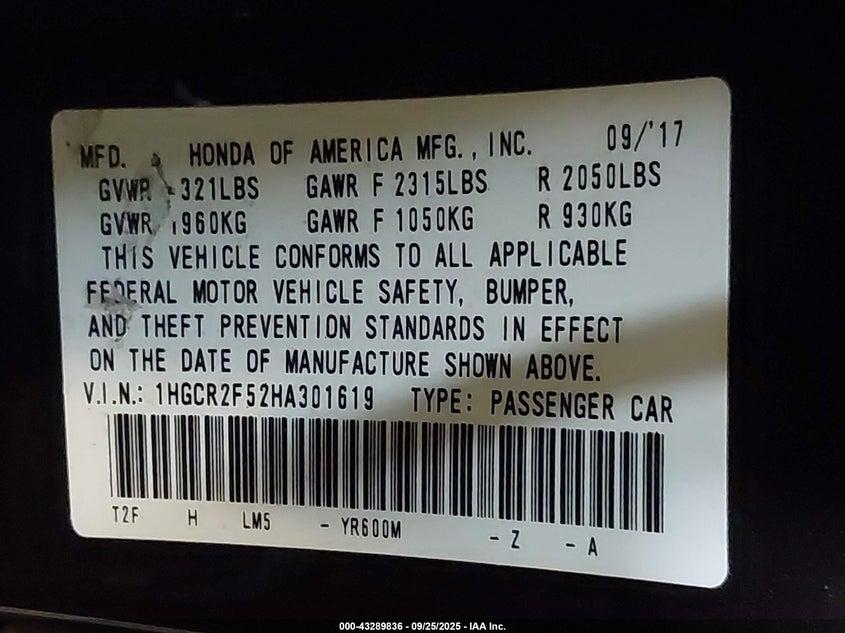 MFD. HONDA OF AMERICA MFG., INC. 09/'17
GVWR 321LBS GAWR F 2315LBS R 2050LBS
GVWR 960KG GAWR F 1050KG R 930KG
THIS VEHICLE CONFORMS TO ALL APPLICABLE
FEDERAL MOTOR VEHICLE SAFETY, BUMPER,
AND THEFT PREVENTION STANDARDS IN EFFECT
ON THE DATE OF MANUFACTURE SHOWN ABOVE.
V.I.N.: 1HGCR2F52HA301619 TYPE: PASSENGER CAR
T2F H LM5 - YR600M - Z - A
000-43289836 - 09/25/2025 - IAA Inc.